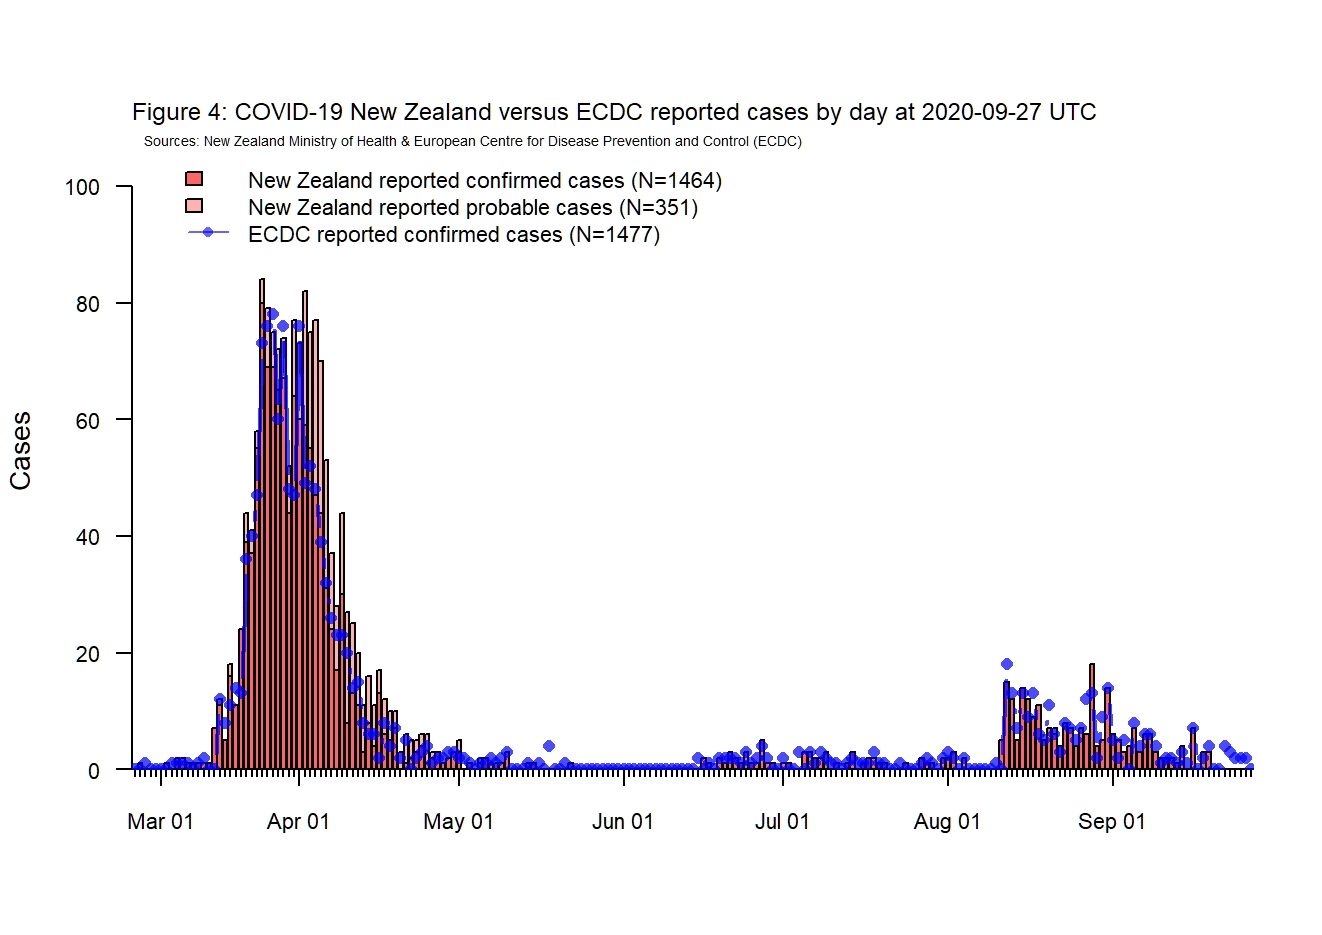 Figure 4: COVID-19 New Zealand versus ECDC reported cases by day at 2020-09-27 UTC
Sources: New Zealand Ministry of Health & European Centre for Disease Prevention and Control (ECDC)
New Zealand reported confirmed cases (N=1464)
New Zealand reported probable cases (N=351)
ECDC reported confirmed cases (N=1477)
Cases
100
80
60
40
20
0
Mar 01 Apr 01 May 01 Jun 01 Jul 01 Aug 01 Sep 01